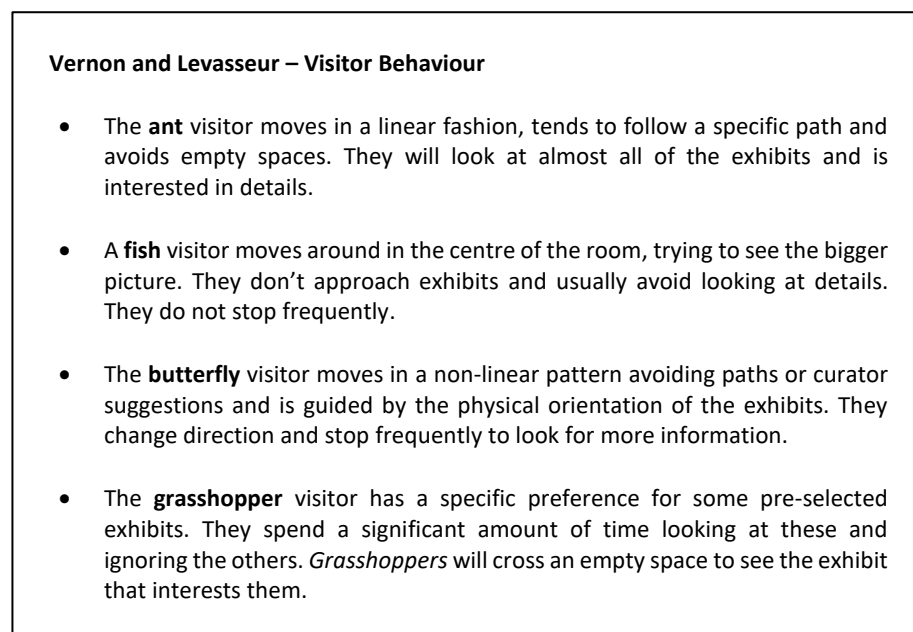 Vernon and Levasseur – Visitor Behaviour
• The ant visitor moves in a linear fashion, tends to follow a specific path and
avoids empty spaces. They will look at almost all of the exhibits and is
interested in details.
• A fish visitor moves around in the centre of the room, trying to see the bigger
picture. They don’t approach exhibits and usually avoid looking at details.
They do not stop frequently.
• The butterfly visitor moves in a non-linear pattern avoiding paths or curator
suggestions and is guided by the physical orientation of the exhibits. They
change direction and stop frequently to look for more information.
• The grasshopper visitor has a specific preference for some pre-selected
exhibits. They spend a significant amount of time looking at these and
ignoring the others. Grasshoppers will cross an empty space to see the exhibit
that interests them.